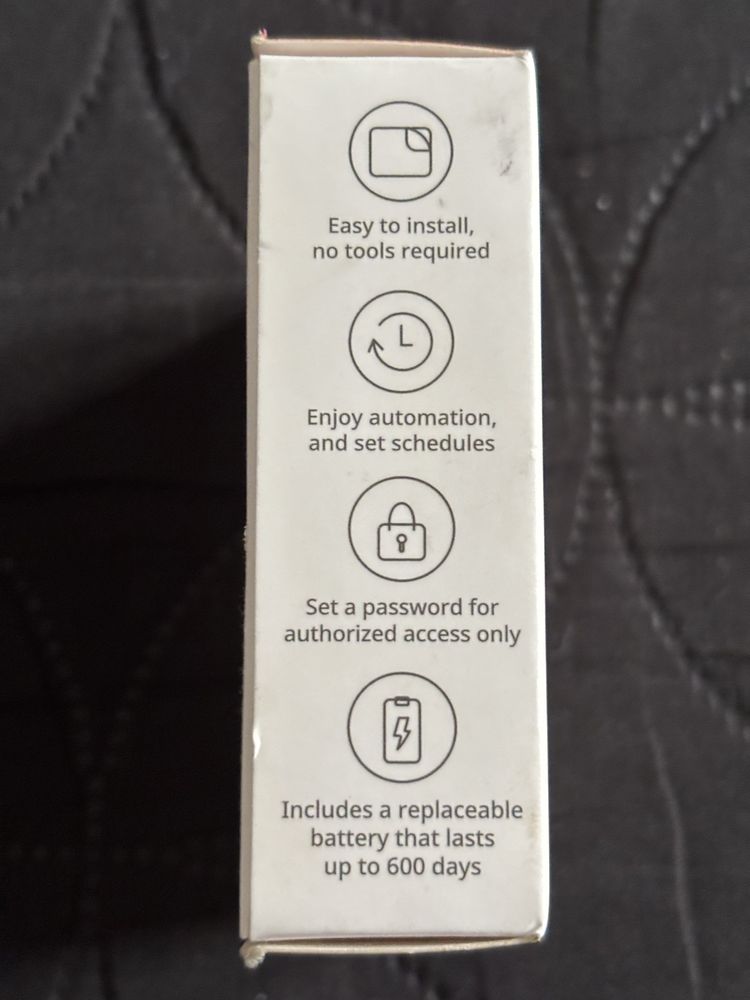 Easy to install,
no tools required
Enjoy automation,
and set schedules
Set a password for
authorized access only
Includes a replaceable
battery that lasts
up to 600 days